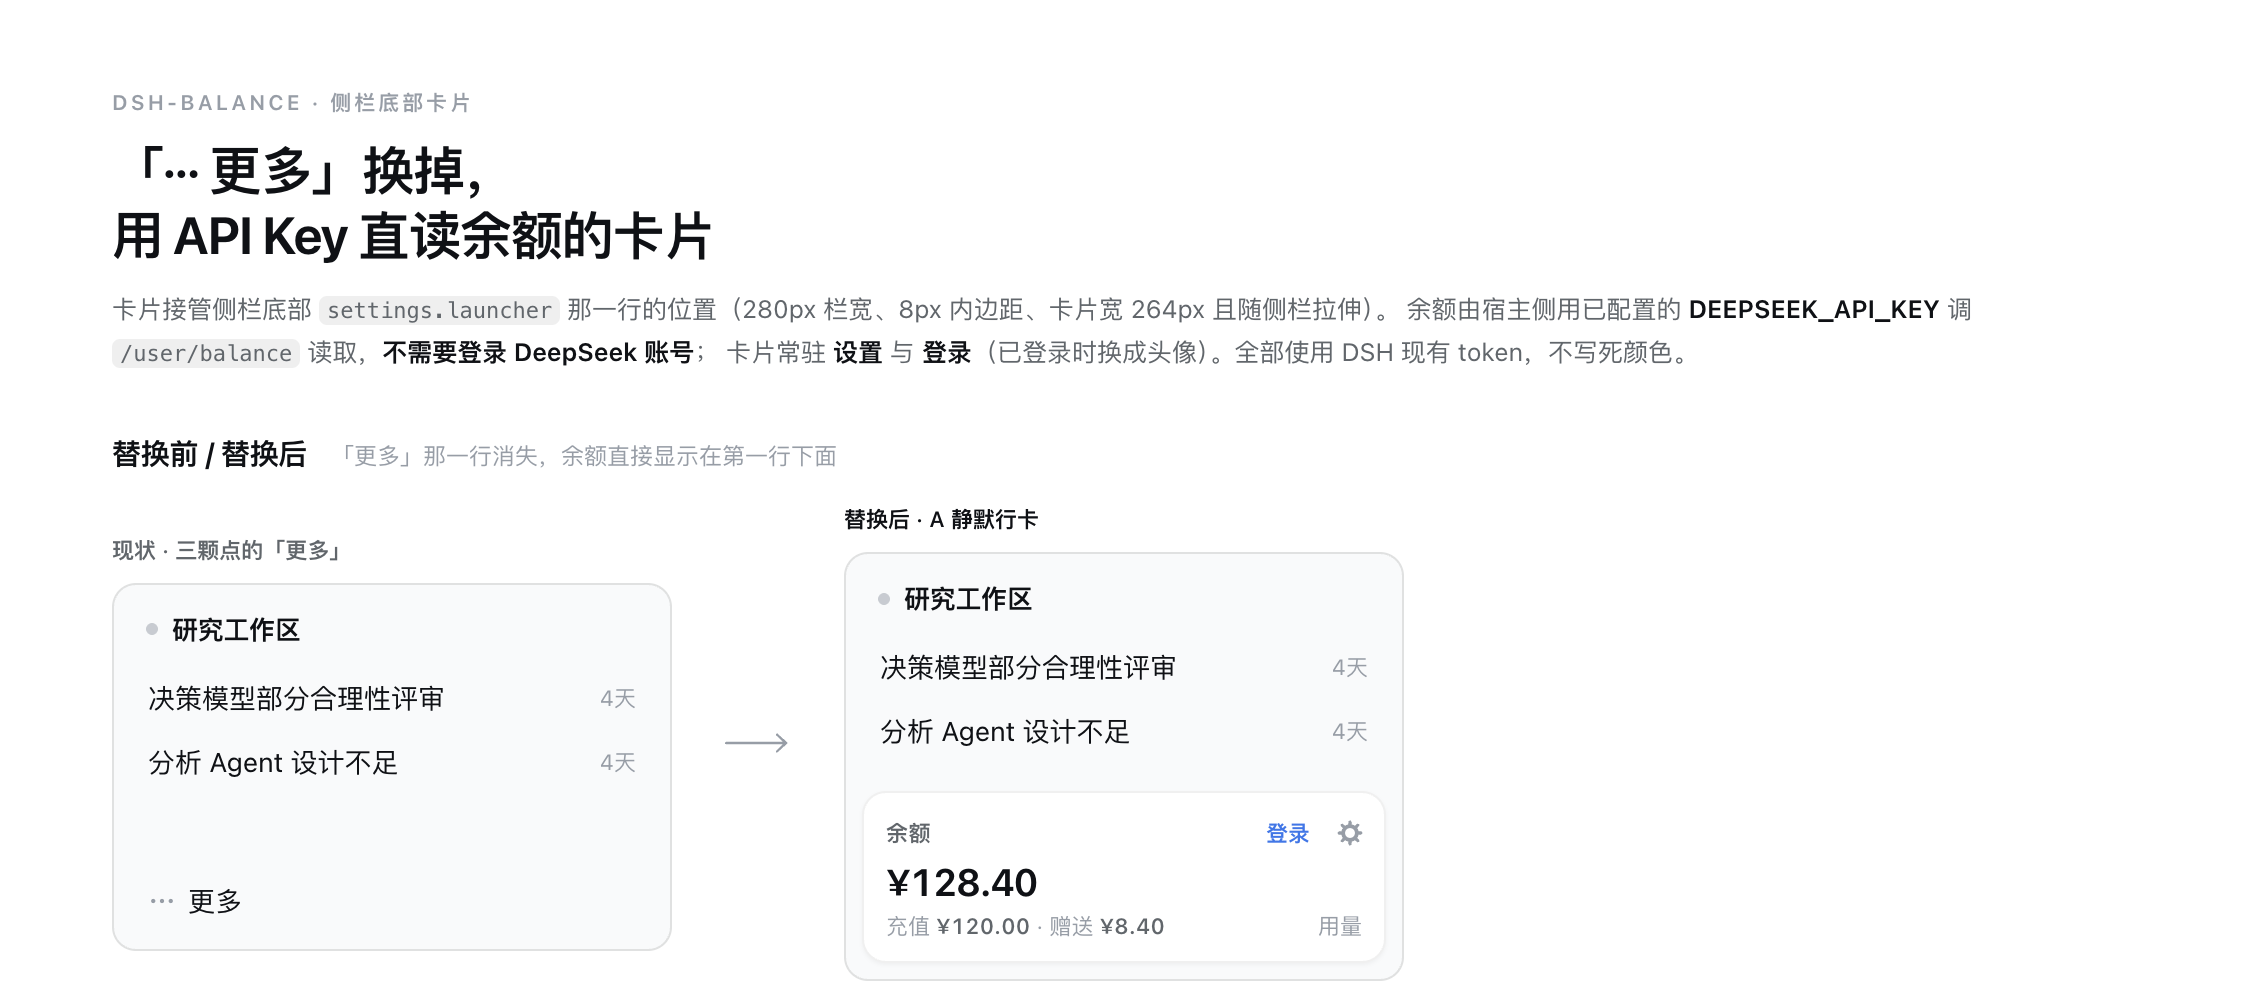 DSH-BALANCE · 侧栏底部卡片
「··· 更多」换掉，
用 API Key 直读余额的卡片
卡片接管侧栏底部 settings.launcher 那一行的位置（280px 栏宽、8px 内边距、卡片宽 264px 且随侧栏拉伸）。 余额由宿主侧用已配置的 DEEPSEEK_API_KEY 调
/user/balance 读取，不需要登录 DeepSeek 账号； 卡片常驻 设置 与 登录（已登录时换成头像）。全部使用 DSH 现有 token，不写死颜色。
替换前 / 替换后 「更多」那一行消失，余额直接显示在第一行下面
现状 · 三颗点的「更多」
研究工作区
决策模型部分合理性评审 4天
分析 Agent 设计不足 4天
··· 更多
替换后 · A 静默行卡
研究工作区
决策模型部分合理性评审 4天
分析 Agent 设计不足 4天
余额 登录
¥128.40
充值 ¥120.00 · 赠送 ¥8.40 用量